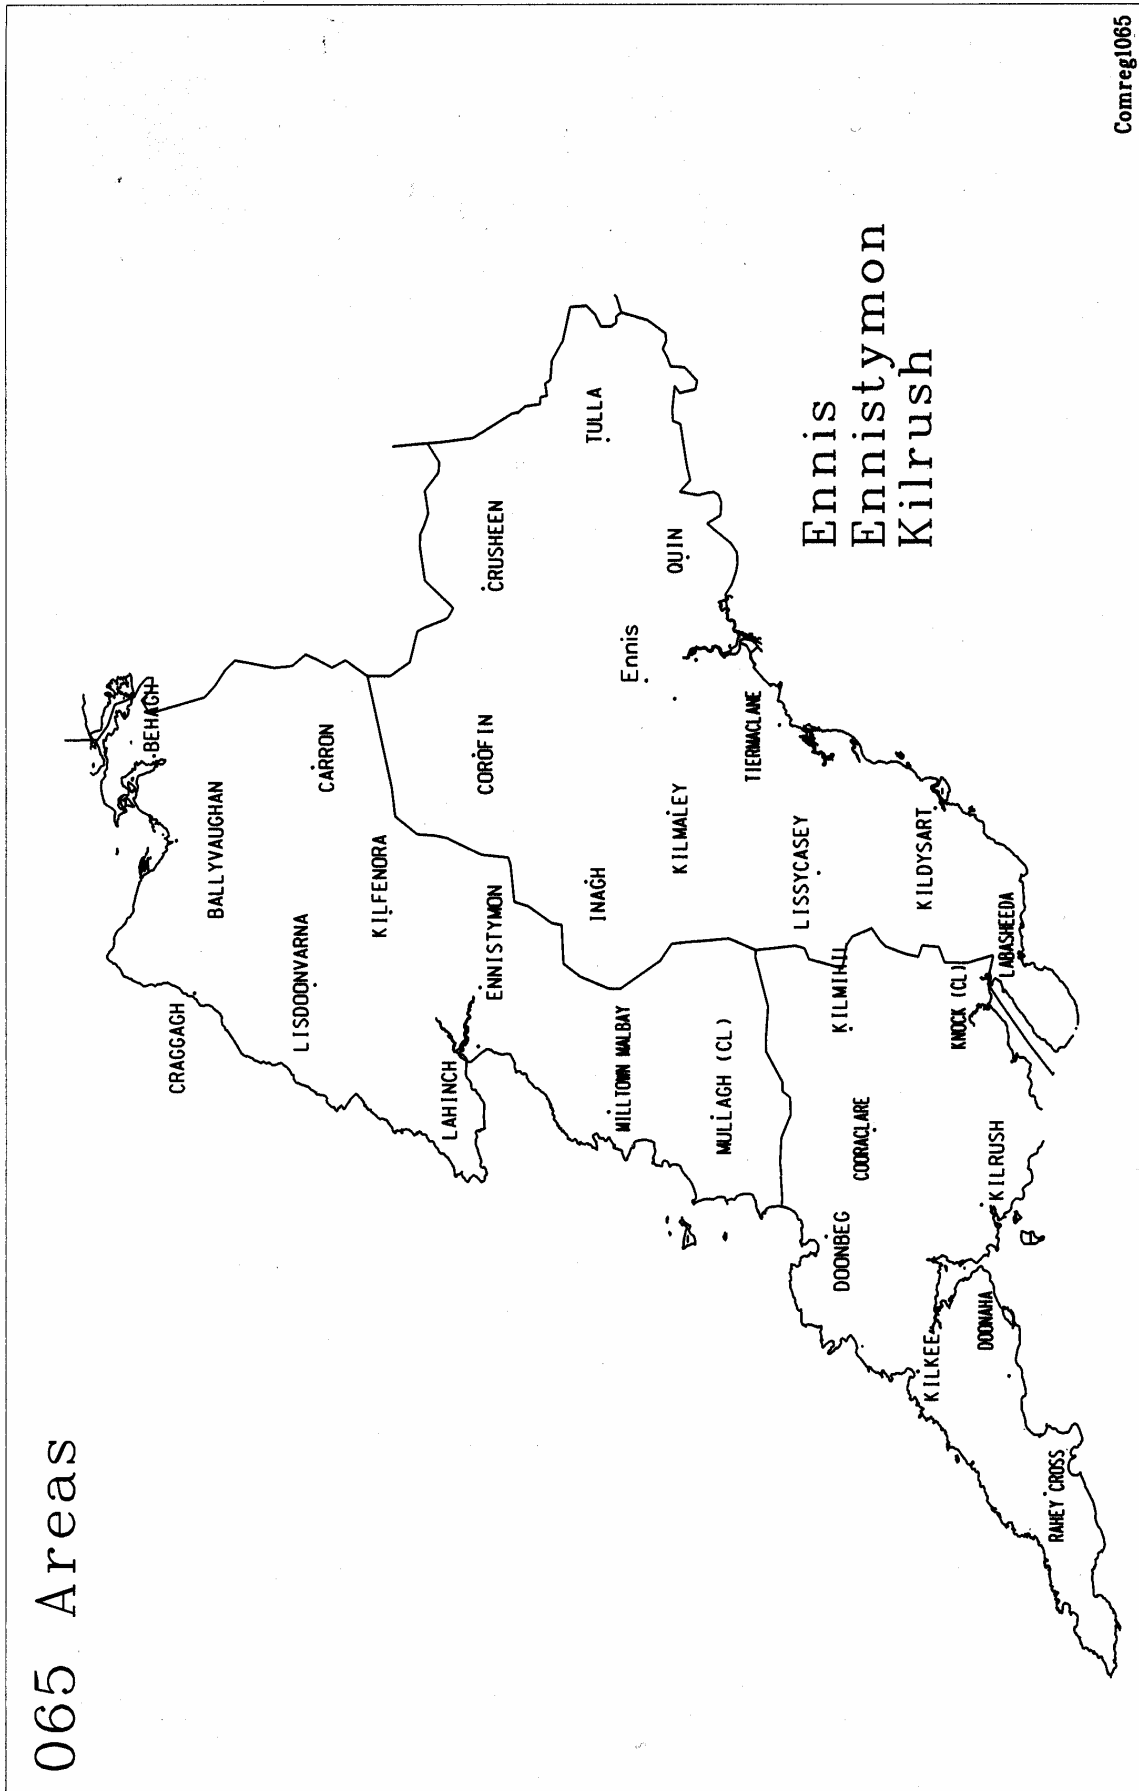 065 Areas
BEHAGH
BALLYVAUGHAN
CRAGGAGH
CARRON
LISDOONVARNA
KILFENORA
LAHINCH
ENNISTYMON
COROFIN
CRUSHEEN
TULLA
INAGH
MILLTOWN MALBAY
Ennis
QUIN
KILMALEY
MULLAGH (CL)
TIERMACLANE
LISSYCASEY
KILMIHIL
COORACLARE
DOONBEG
KILDYSART
KNOCK (CL)
LABASHEEDA
KILRUSH
KILKEE
DOONAHA
RAHEY CROSS
Ennis
Ennistymon
Kilrush
Comreg1065